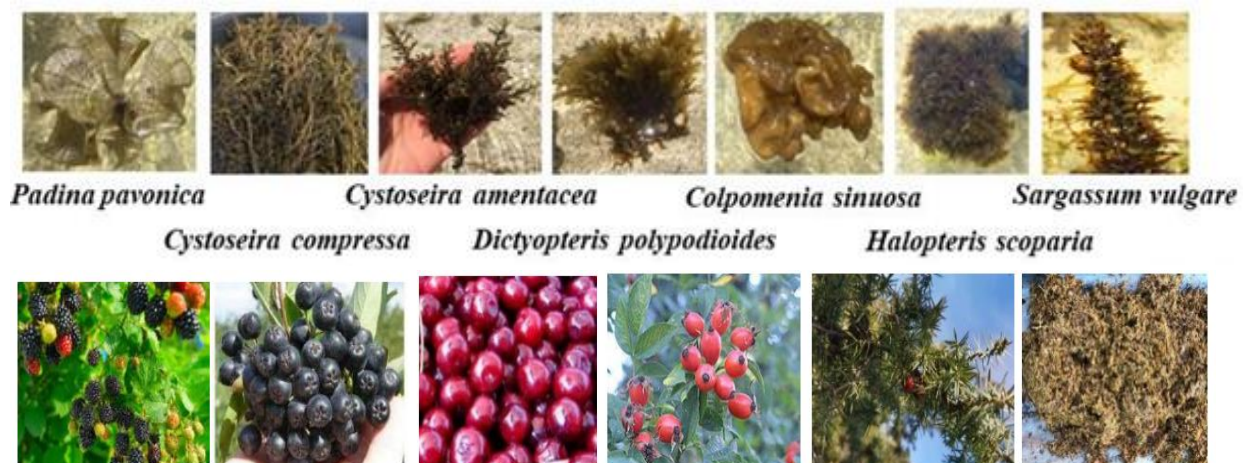 Padina pavonica Cystoseira amentacea Colpomenia sinuosa Sargassum vulgare
Cystoseira compressa Dictyopteris polypodioides Halopteris scoparia